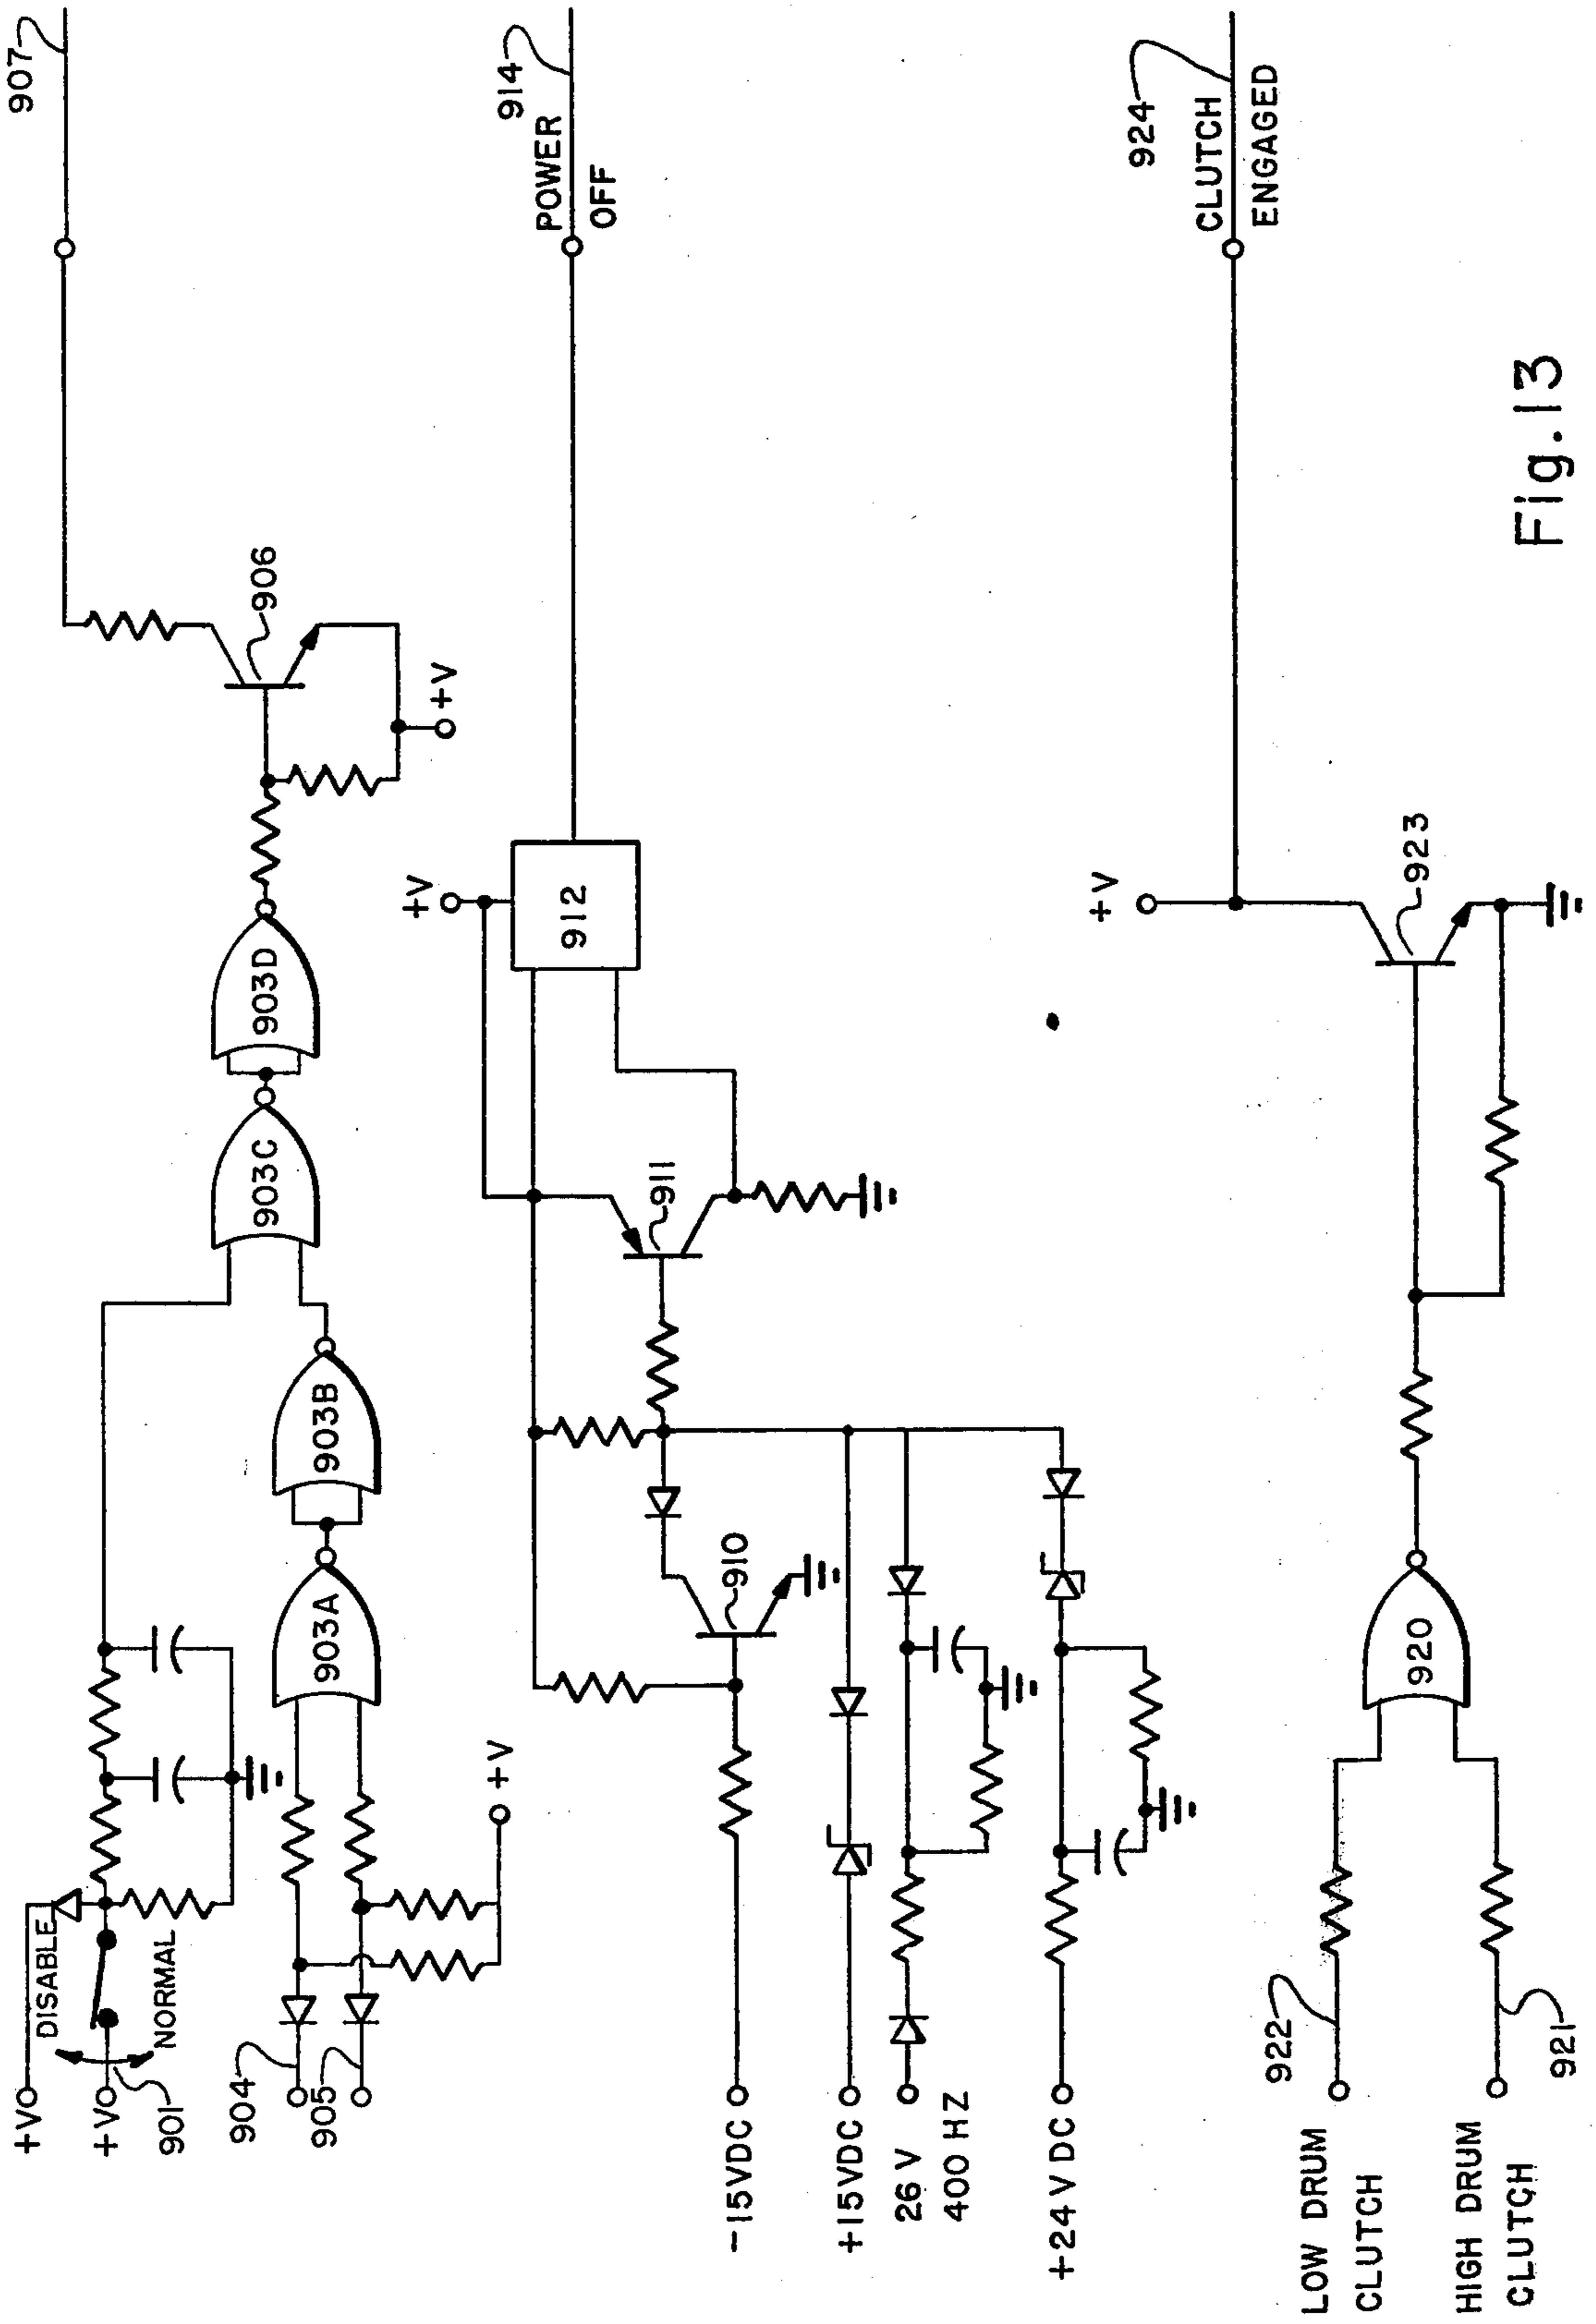 +V
DISABLE
+V
NORMAL
901
904
905
903A
903B
903C
903D
906
907
+V
+V
-15VDC
+15VDC
26 V
400 HZ
+24 V DC
910
911
+V
912
POWER
OFF
914
LOW DRUM
CLUTCH
922
HIGH DRUM
CLUTCH
921
920
+V
923
CLUTCH
ENGAGED
924
Fig.13